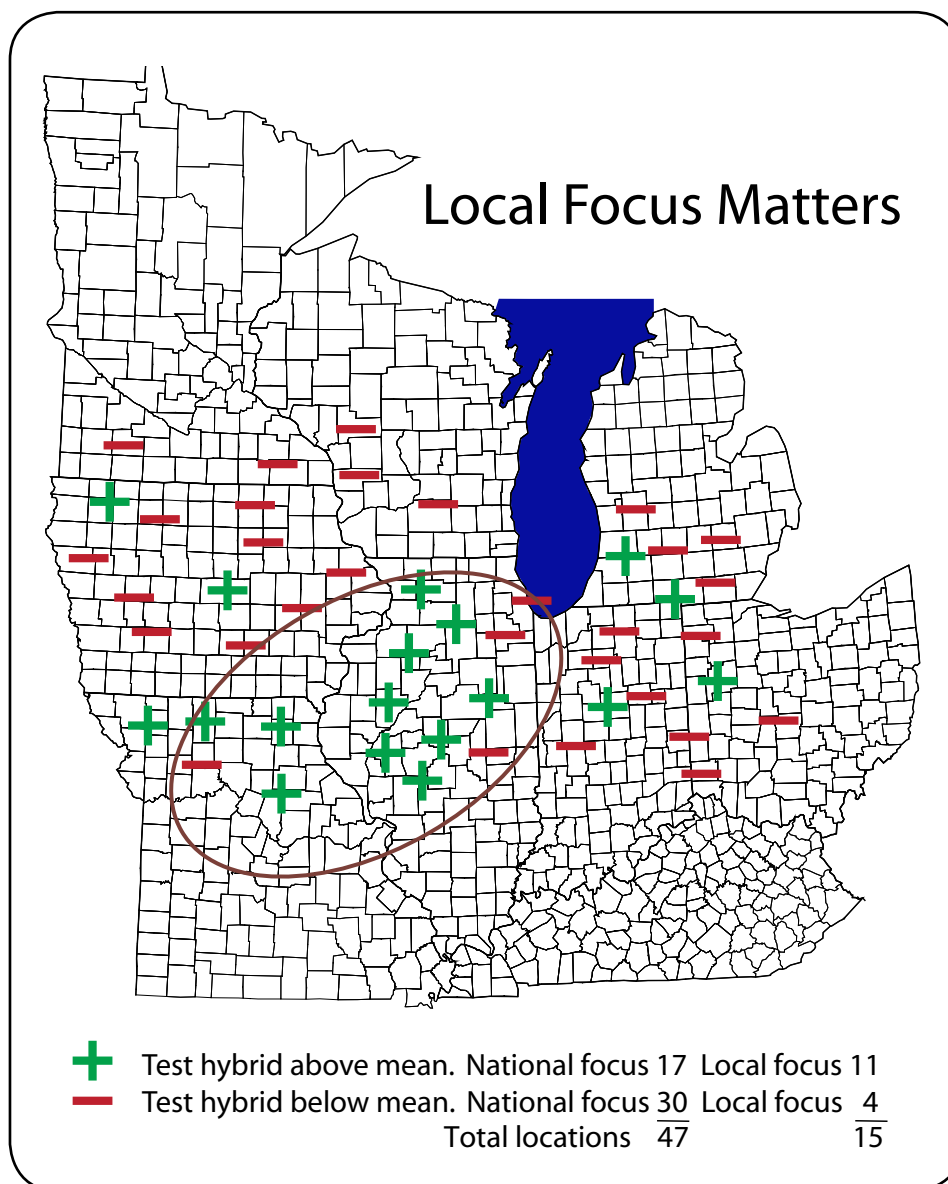 Local Focus Matters
Test hybrid above mean. National focus 17 Local focus 11
Test hybrid below mean. National focus 30 Local focus 4
Total locations 47 15